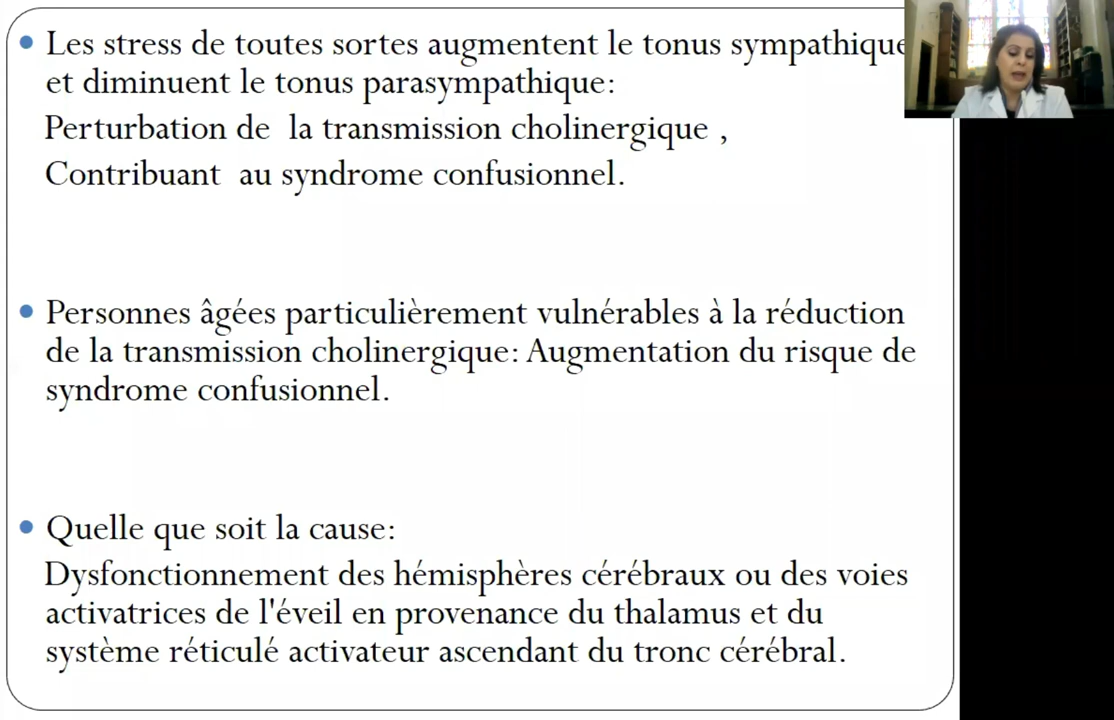 Les stress de toutes sortes augmentent le tonus sympathique
et diminuent le tonus parasympathique:
Perturbation de la transmission cholinergique ,
Contribuant au syndrome confusionnel.
Personnes âgées particulièrement vulnérables à la réduction
de la transmission cholinergique: Augmentation du risque de
syndrome confusionnel.
Quelle que soit la cause:
Dysfonctionnement des hémisphères cérébraux ou des voies
activatrices de l'éveil en provenance du thalamus et du
système réticulé activateur ascendant du tronc cérébral.